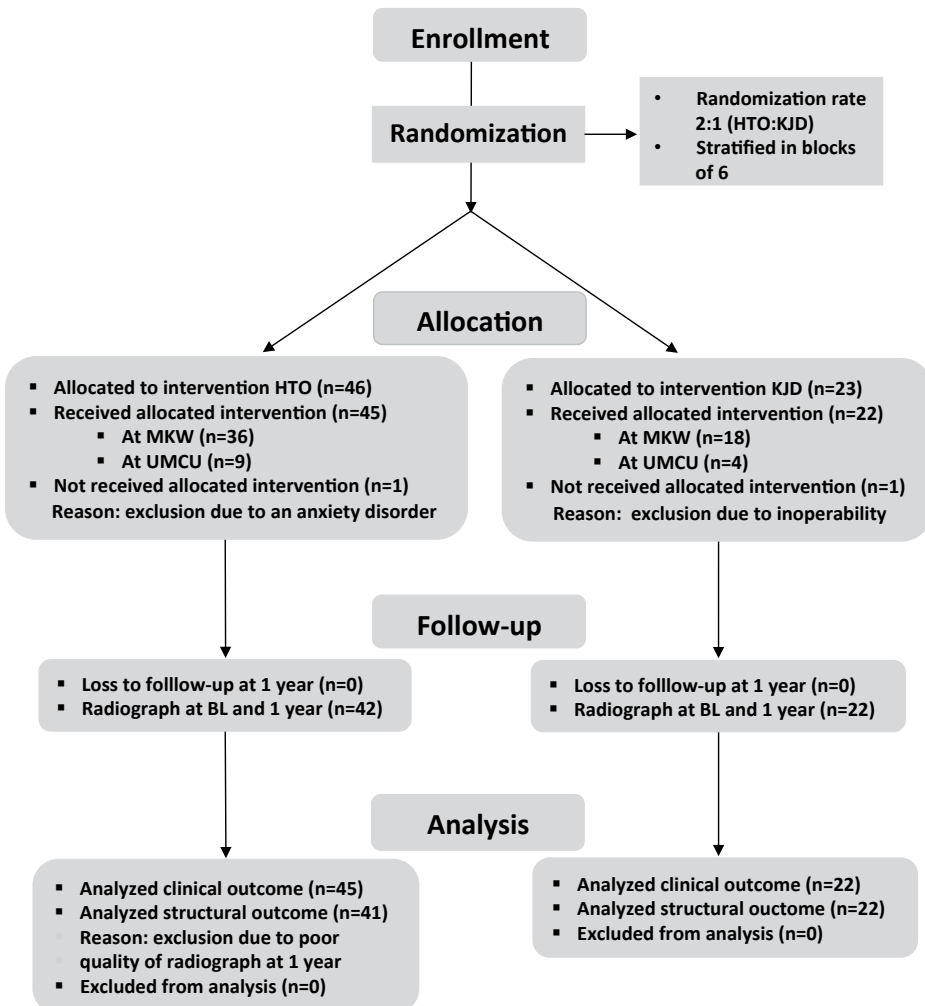 Enrollment
Randomization
• Randomization rate
2:1 (HTO:KJD)
• Stratified in blocks
of 6
Allocation
▪ Allocated to intervention HTO (n=46)
▪ Received allocated intervention (n=45)
▪ At MKW (n=36)
▪ At UMCU (n=9)
▪ Not received allocated intervention (n=1)
Reason: exclusion due to an anxiety disorder
▪ Allocated to intervention KJD (n=23)
▪ Received allocated intervention (n=22)
▪ At MKW (n=18)
▪ At UMCU (n=4)
▪ Not received allocated intervention (n=1)
Reason: exclusion due to inoperability
Follow-up
▪ Loss to folllow-up at 1 year (n=0)
▪ Radiograph at BL and 1 year (n=42)
▪ Loss to folllow-up at 1 year (n=0)
▪ Radiograph at BL and 1 year (n=22)
Analysis
▪ Analyzed clinical outcome (n=45)
▪ Analyzed structural outcome (n=41)
▪ Reason: exclusion due to poor
▪ quality of radiograph at 1 year
▪ Excluded from analysis (n=0)
▪ Analyzed clinical outcome (n=22)
▪ Analyzed structural ouctome (n=22)
▪ Excluded from analysis (n=0)